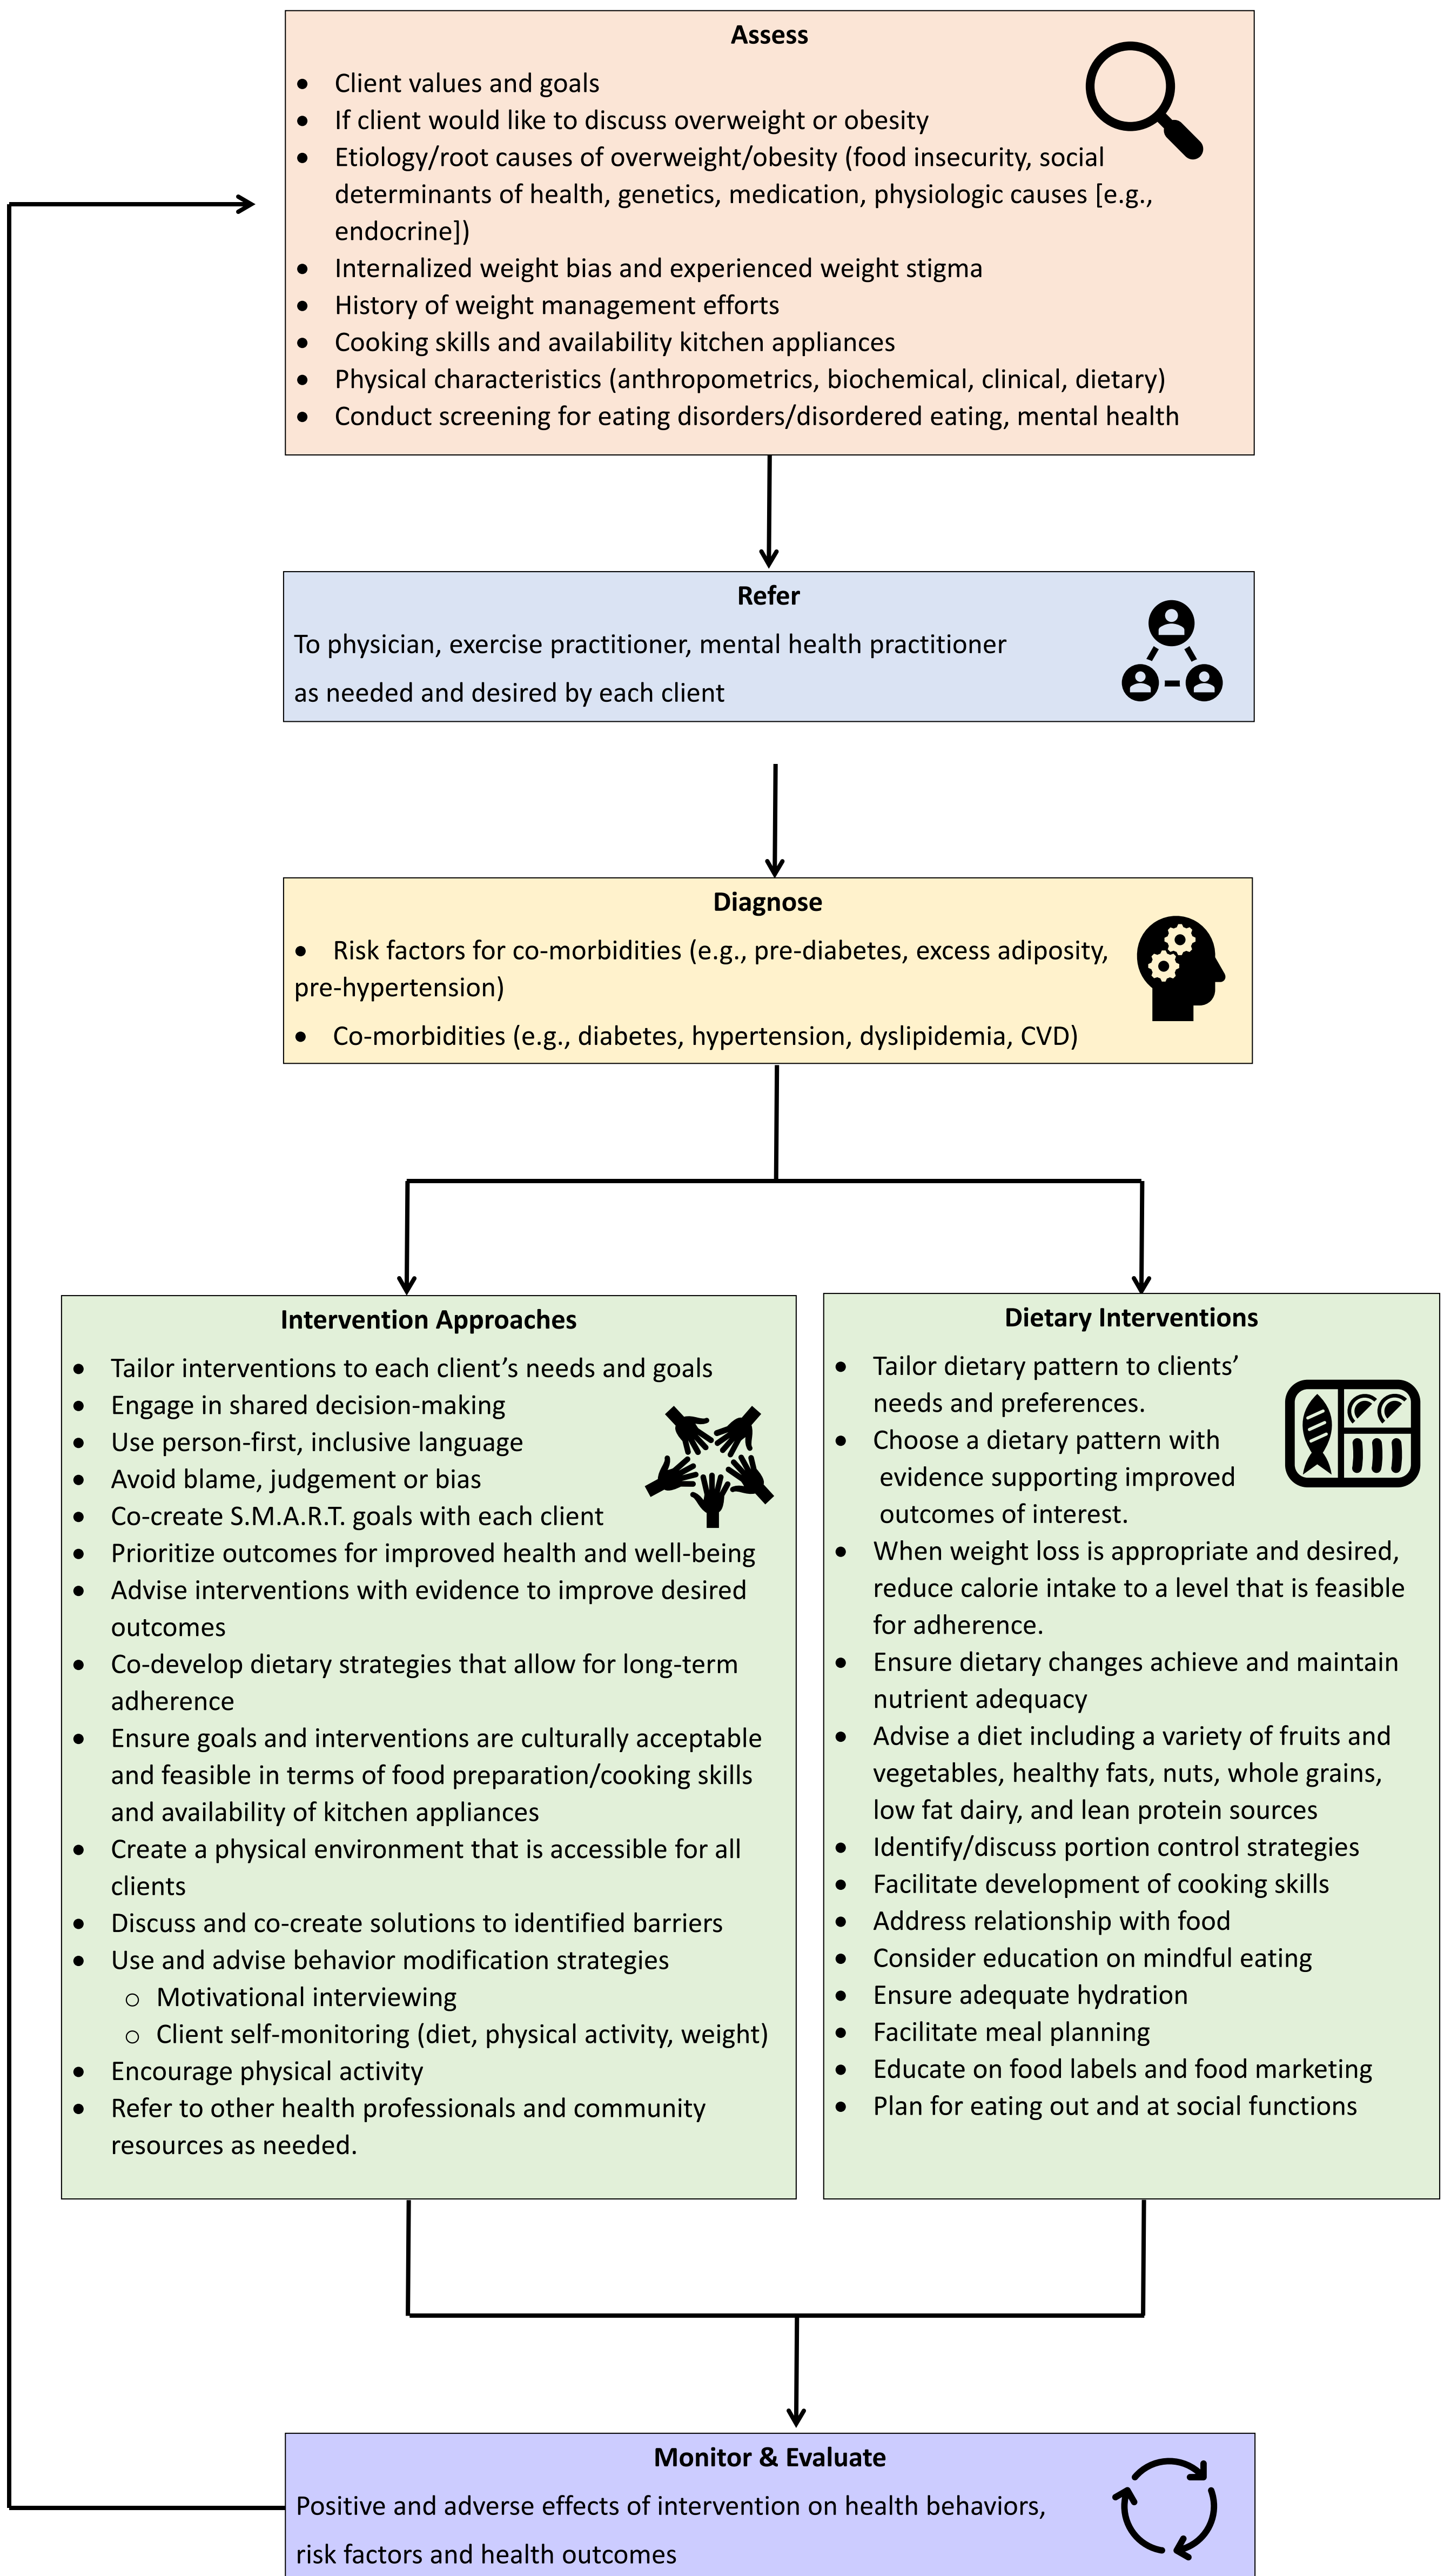 Assess
• Client values and goals
• If client would like to discuss overweight or obesity
• Etiology/root causes of overweight/obesity (food insecurity, social
determinants of health, genetics, medication, physiologic causes [e.g.,
endocrine])
• Internalized weight bias and experienced weight stigma
• History of weight management efforts
• Cooking skills and availability kitchen appliances
• Physical characteristics (anthropometrics, biochemical, clinical, dietary)
• Conduct screening for eating disorders/disordered eating, mental health
Refer
To physician, exercise practitioner, mental health practitioner
as needed and desired by each client
Diagnose
• Risk factors for co-morbidities (e.g., pre-diabetes, excess adiposity,
pre-hypertension)
• Co-morbidities (e.g., diabetes, hypertension, dyslipidemia, CVD)
Intervention Approaches
• Tailor interventions to each client’s needs and goals
• Engage in shared decision-making
• Use person-first, inclusive language
• Avoid blame, judgement or bias
• Co-create S.M.A.R.T. goals with each client
• Prioritize outcomes for improved health and well-being
• Advise interventions with evidence to improve desired
outcomes
• Co-develop dietary strategies that allow for long-term
adherence
• Ensure goals and interventions are culturally acceptable
and feasible in terms of food preparation/cooking skills
and availability of kitchen appliances
• Create a physical environment that is accessible for all
clients
• Discuss and co-create solutions to identified barriers
• Use and advise behavior modification strategies
o Motivational interviewing
o Client self-monitoring (diet, physical activity, weight)
• Encourage physical activity
• Refer to other health professionals and community
resources as needed.
Dietary Interventions
• Tailor dietary pattern to clients’
needs and preferences.
• Choose a dietary pattern with
evidence supporting improved
outcomes of interest.
• When weight loss is appropriate and desired,
reduce calorie intake to a level that is feasible
for adherence.
• Ensure dietary changes achieve and maintain
nutrient adequacy
• Advise a diet including a variety of fruits and
vegetables, healthy fats, nuts, whole grains,
low fat dairy, and lean protein sources
• Identify/discuss portion control strategies
• Facilitate development of cooking skills
• Address relationship with food
• Consider education on mindful eating
• Ensure adequate hydration
• Facilitate meal planning
• Educate on food labels and food marketing
• Plan for eating out and at social functions
Monitor & Evaluate
Positive and adverse effects of intervention on health behaviors,
risk factors and health outcomes